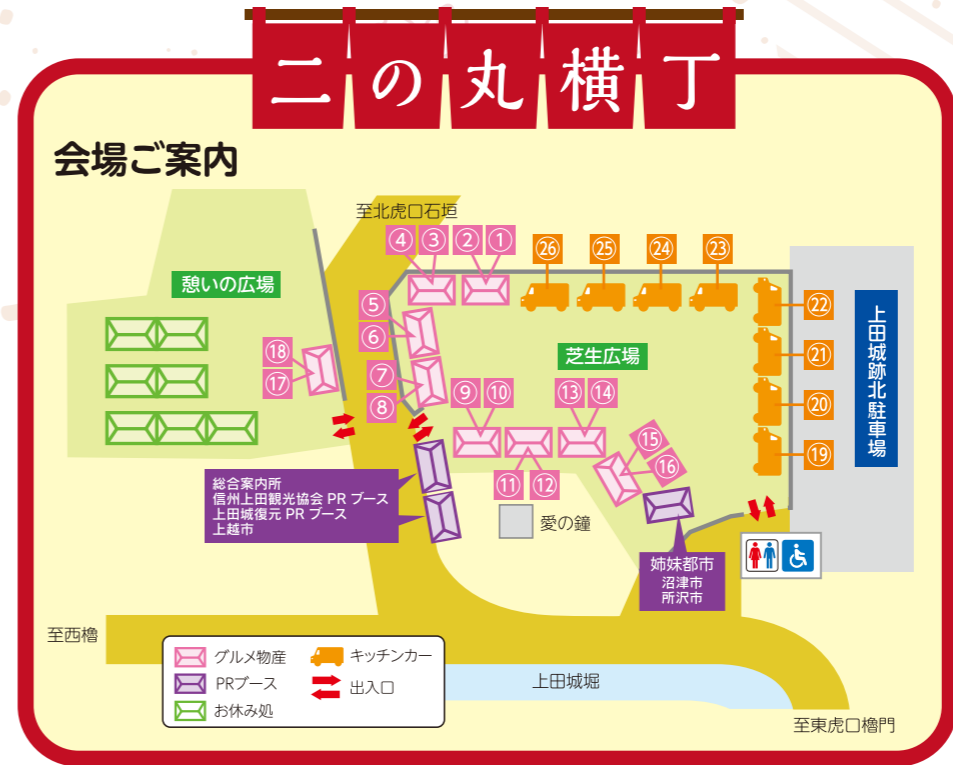 二の丸横丁
会場ご案内
至北虎口石垣
④ ③ ② ①
㉖ ㉕ ㉔ ㉓
憩いの広場
⑤
⑥
⑦
⑧
⑱
⑰
芝生広場
㉒
㉑
⑳
⑲
上田城跡北駐車場
⑨ ⑩
⑬ ⑭
⑪ ⑫
⑮
⑯
総合案内所
信州上田観光協会 PR ブース
上田城復元 PR ブース
上越市
愛の鐘
姉妹都市
沼津市
所沢市
至西櫓
グルメ物産
キッチンカー
PRブース
出入口
お休み処
上田城堀
至東虎口櫓門